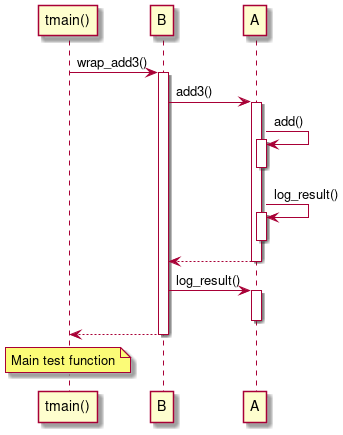 tmain()
B
A
wrap_add3()
add3()
add()
log_result()
log_result()
Main test function
tmain()
B
A